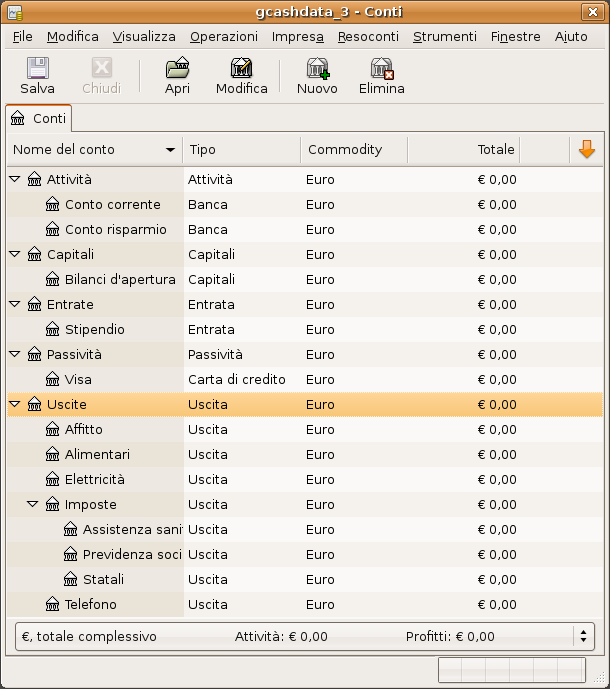 gcashdata_3 - Conti
File Modifica Visualizza Operazioni Impresa Resoconti Strumenti Finestre Aiuto
Salva Chiudi Apri Modifica Nuovo Elimina
Conti
Nome del conto Tipo Commodity Totale
Attività Attività Euro € 0,00
Conto corrente Banca Euro € 0,00
Conto risparmio Banca Euro € 0,00
Capitali Capitali Euro € 0,00
Bilanci d'apertura Capitali Euro € 0,00
Entrate Entrata Euro € 0,00
Stipendio Entrata Euro € 0,00
Passività Passività Euro € 0,00
Visa Carta di credito Euro € 0,00
Uscite Uscita Euro € 0,00
Affitto Uscita Euro € 0,00
Alimentari Uscita Euro € 0,00
Elettricità Uscita Euro € 0,00
Imposte Uscita Euro € 0,00
Assistenza sani Uscita Euro € 0,00
Previdenza soci Uscita Euro € 0,00
Statali Uscita Euro € 0,00
Telefono Uscita Euro € 0,00
€, totale complessivo Attività: € 0,00 Profitti: € 0,00